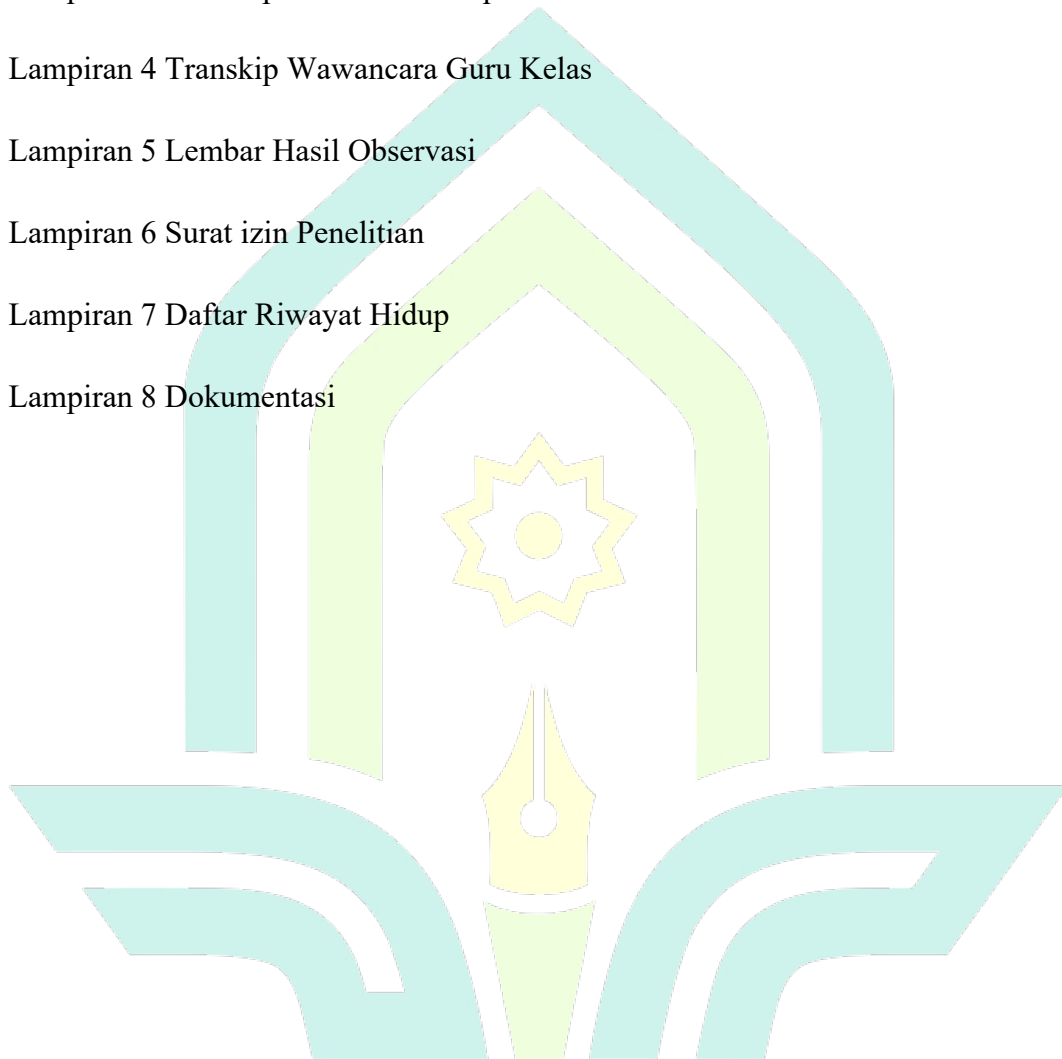 Lampiran 4 Transkip Wawancara Guru Kelas
Lampiran 5 Lembar Hasil Observasi
Lampiran 6 Surat izin Penelitian
Lampiran 7 Daftar Riwayat Hidup
Lampiran 8 Dokumentasi